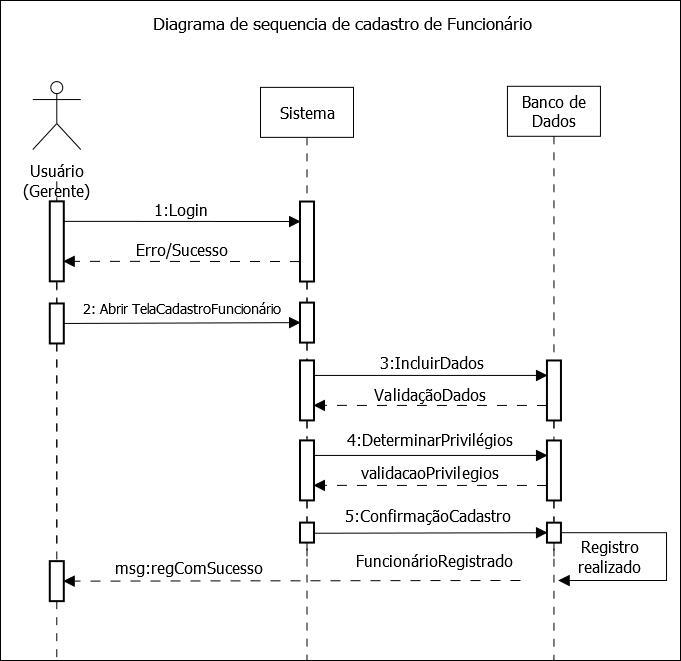 Diagrama de sequencia de cadastro de Funcionário
Sistema
Banco de
Dados
Usuário
(Gerente)
1:Login
Erro/Sucesso
2: Abrir TelaCadastroFuncionário
3:IncluirDados
ValidaçãoDados
4:DeterminarPrivilégios
validacaoPrivilegios
5:ConfirmaçãoCadastro
Registro
realizado
FuncionárioRegistrado
msg:regComSucesso